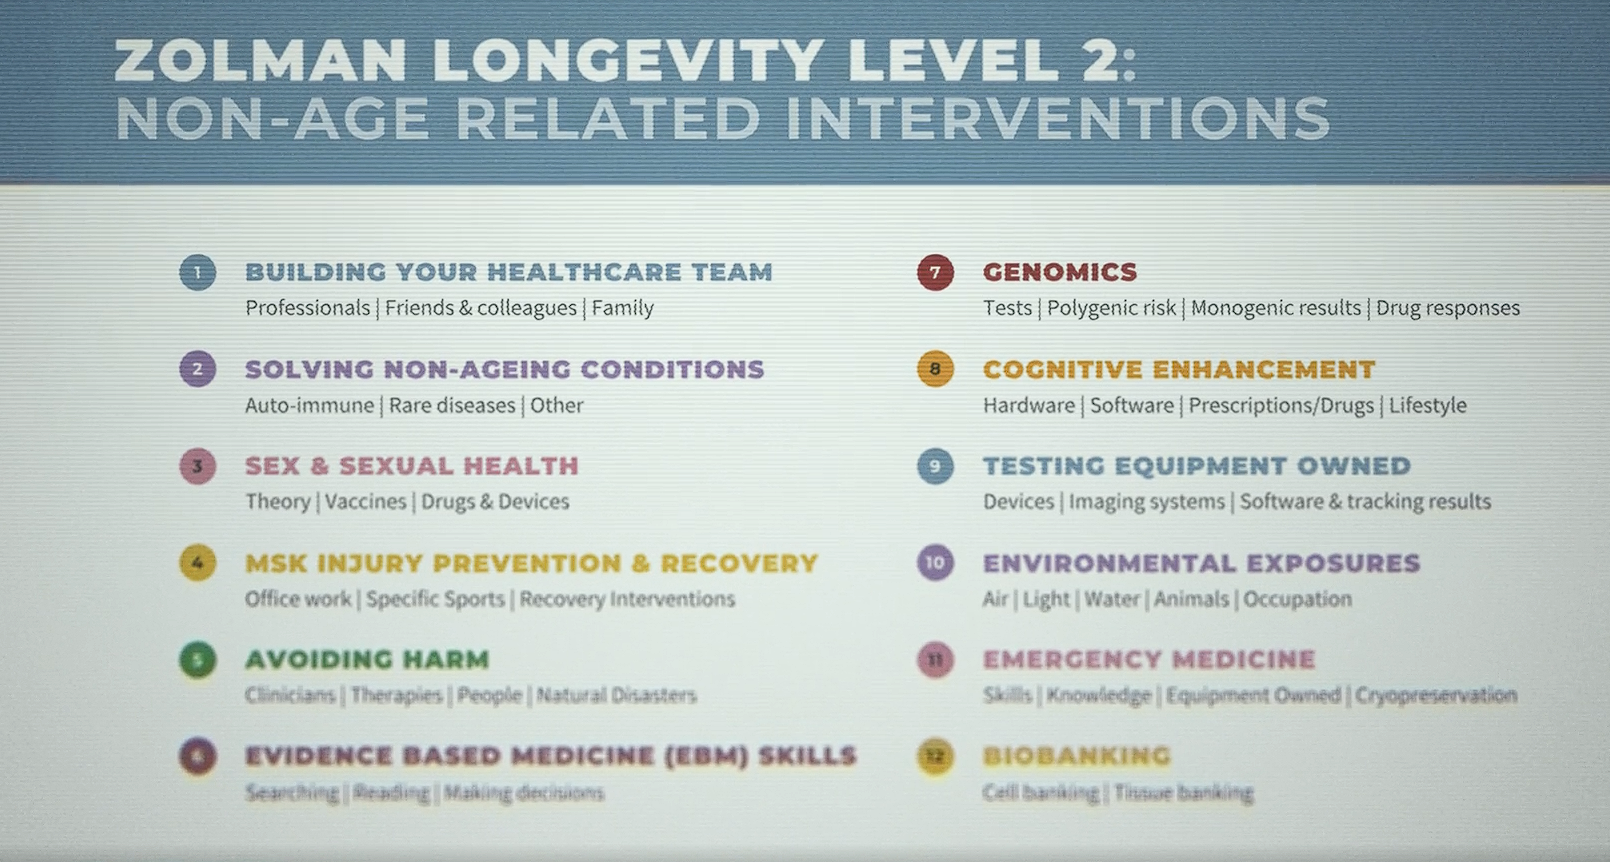 ZOLMAN LONGEVITY LEVEL 2:
NON-AGE RELATED INTERVENTIONS
1 BUILDING YOUR HEALTHCARE TEAM
Professionals | Friends & colleagues | Family
2 SOLVING NON-AGEING CONDITIONS
Auto-immune | Rare diseases | Other
3 SEX & SEXUAL HEALTH
Theory | Vaccines | Drugs & Devices
4 MSK INJURY PREVENTION & RECOVERY
Office work | Specific Sports | Recovery Interventions
5 AVOIDING HARM
Clinicians | Therapies | People | Natural Disasters
6 EVIDENCE BASED MEDICINE (EBM) SKILLS
Searching | Reading | Making decisions
7 GENOMICS
Tests | Polygenic risk | Monogenic results | Drug responses
8 COGNITIVE ENHANCEMENT
Hardware | Software | Prescriptions/Drugs | Lifestyle
9 TESTING EQUIPMENT OWNED
Devices | Imaging systems | Software & tracking results
10 ENVIRONMENTAL EXPOSURES
Air | Light | Water | Animals | Occupation
11 EMERGENCY MEDICINE
Skills | Knowledge | Equipment Owned | Cryopreservation
12 BIOBANKING
Cell banking | Tissue banking